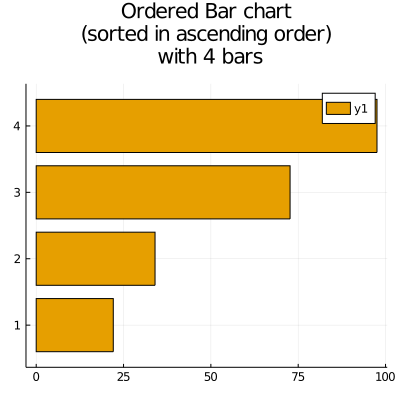 Ordered Bar chart
(sorted in ascending order)
with 4 bars
y1
4
3
2
1
0 25 50 75 100